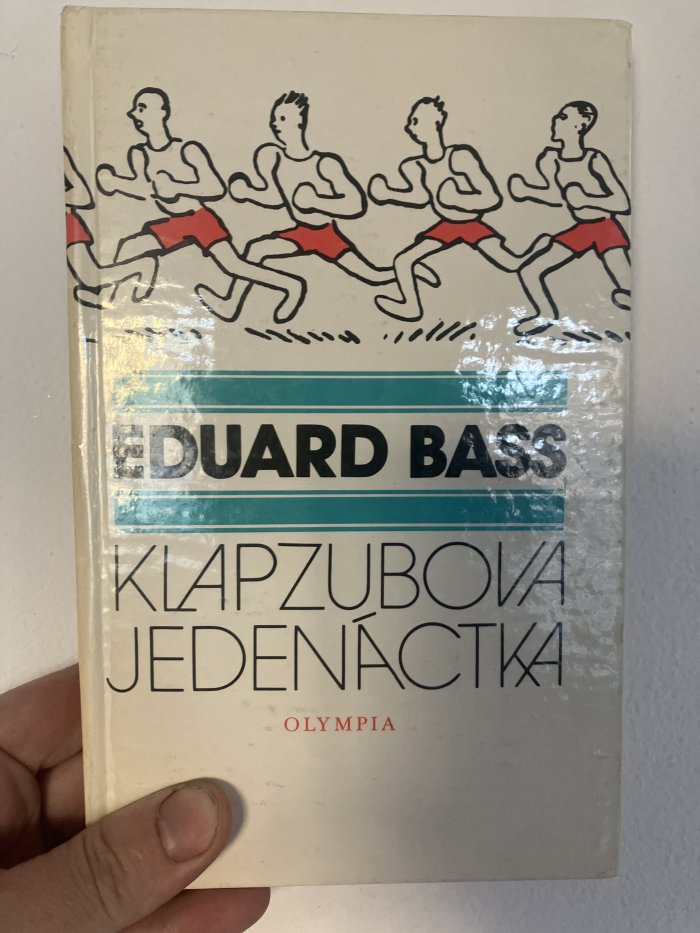 EDUARD BASS
KLAPZUBOVA
JEDENÁCTKA
OLYMPIA